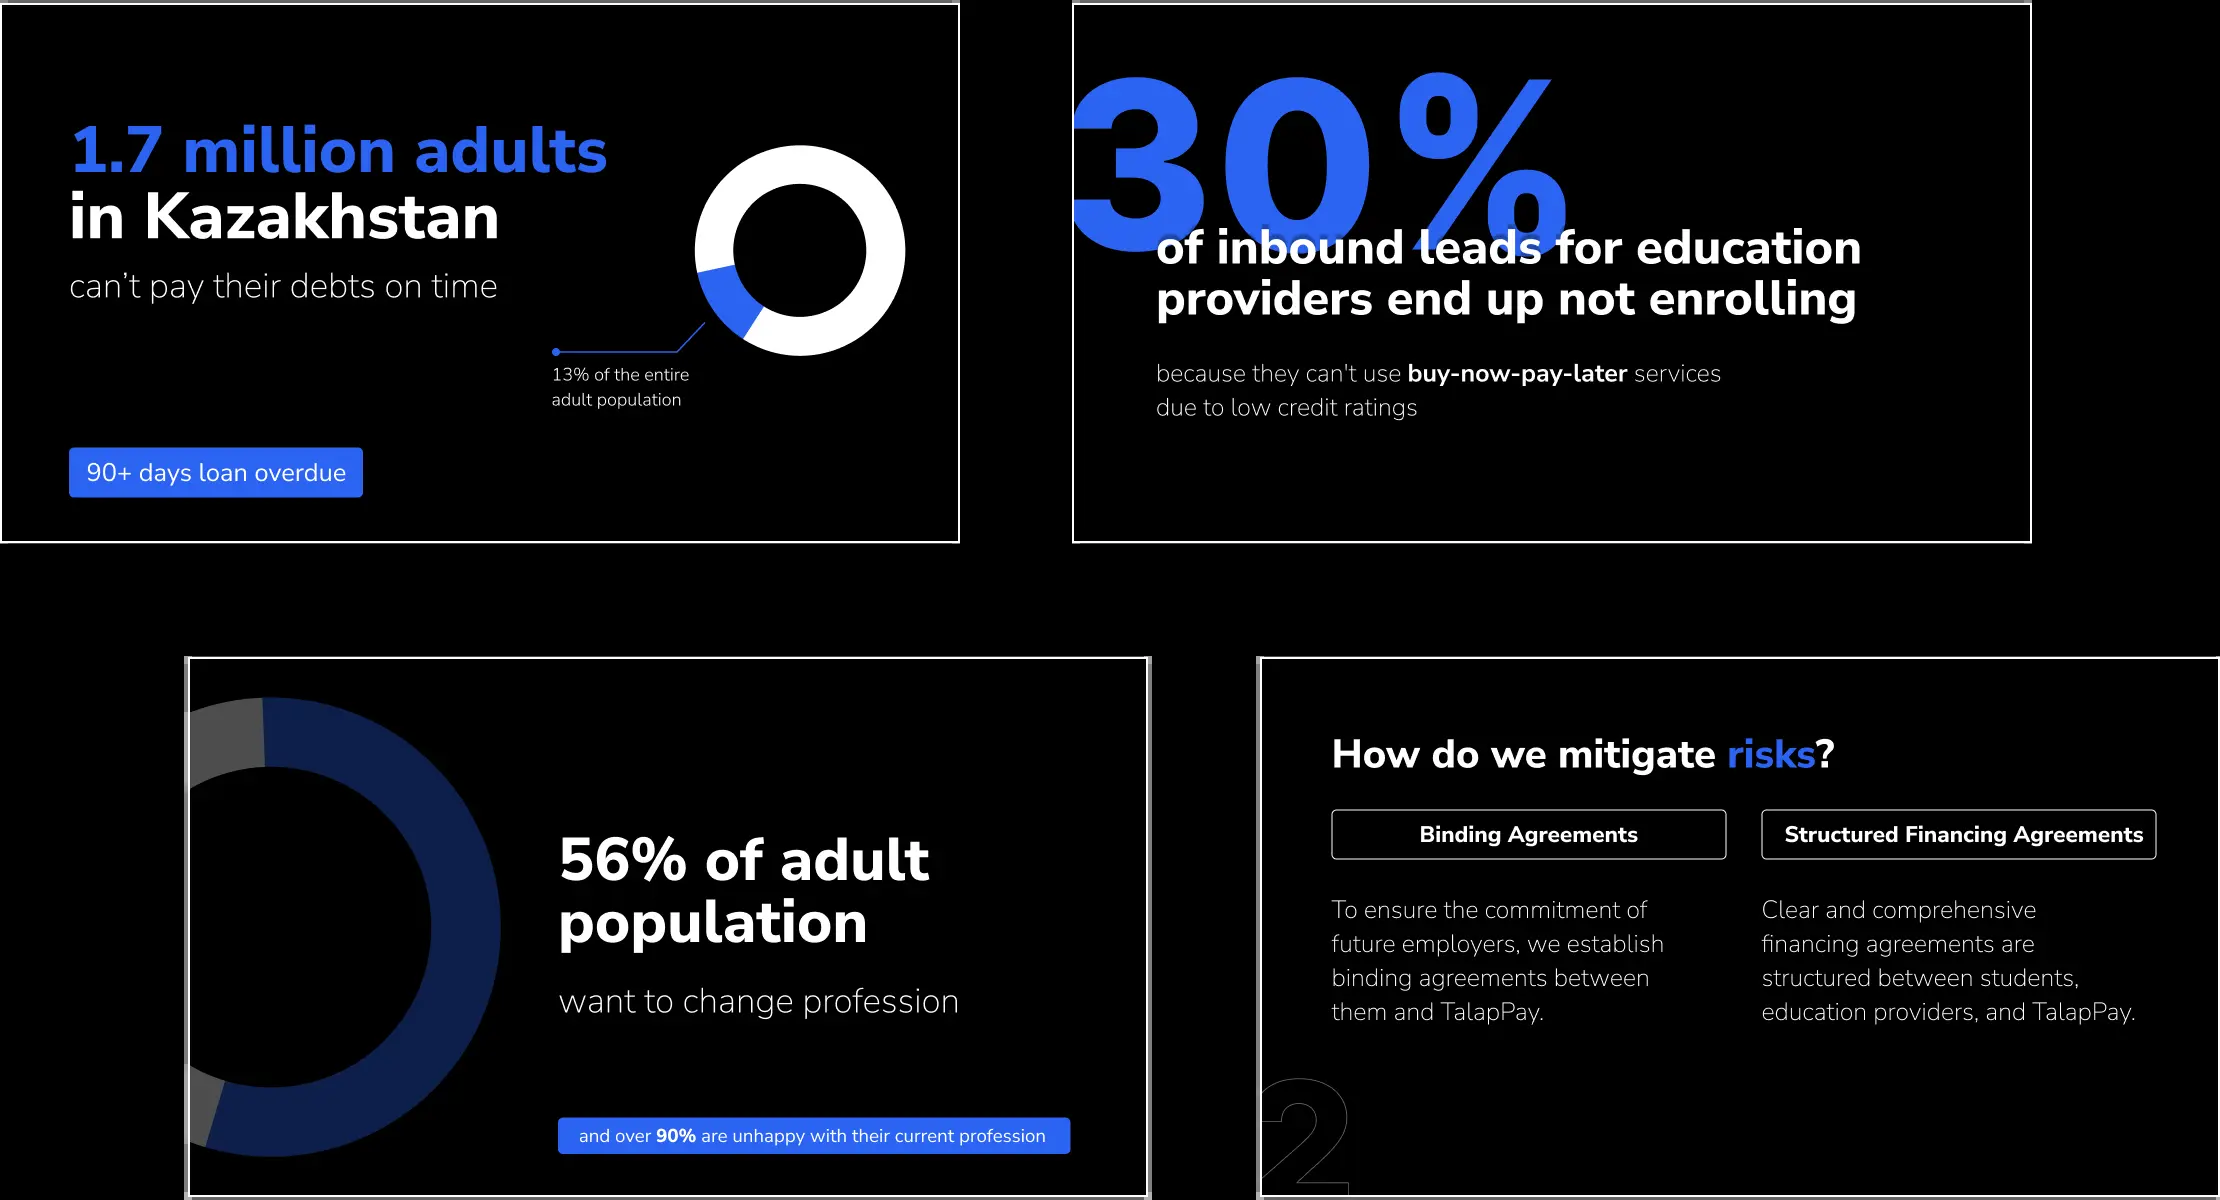 1.7 million adults
in Kazakhstan
can’t pay their debts on time
13% of the entire
adult population
90+ days loan overdue
30%
of inbound leads for education
providers end up not enrolling
because they can't use buy-now-pay-later services
due to low credit ratings
56% of adult
population
want to change profession
and over 90% are unhappy with their current profession
How do we mitigate risks?
Binding Agreements
To ensure the commitment of
future employers, we establish
binding agreements between
them and TalapPay.
Structured Financing Agreements
Clear and comprehensive
financing agreements are
structured between students,
education providers, and TalapPay.
2